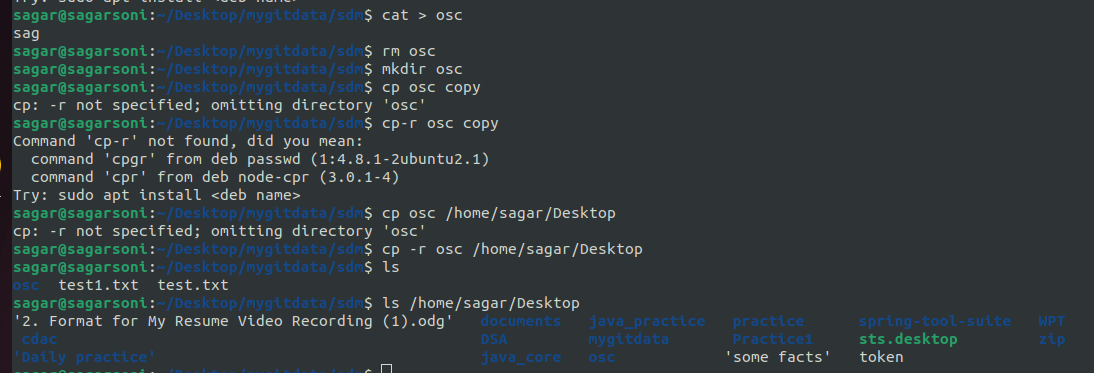 Try: sudo apt install <deb name>
sagar@sagarsoni:~/Desktop/mygitdata/sdm$ cat > osc
sag
sagar@sagarsoni:~/Desktop/mygitdata/sdm$ rm osc
sagar@sagarsoni:~/Desktop/mygitdata/sdm$ mkdir osc
sagar@sagarsoni:~/Desktop/mygitdata/sdm$ cp osc copy
cp: -r not specified; omitting directory 'osc'
sagar@sagarsoni:~/Desktop/mygitdata/sdm$ cp-r osc copy
Command 'cp-r' not found, did you mean:
  command 'cpgr' from deb passwd (1:4.8.1-2ubuntu2.1)
  command 'cpr' from deb node-cpr (3.0.1-4)
Try: sudo apt install <deb name>
sagar@sagarsoni:~/Desktop/mygitdata/sdm$ cp osc /home/sagar/Desktop
cp: -r not specified; omitting directory 'osc'
sagar@sagarsoni:~/Desktop/mygitdata/sdm$ cp -r osc /home/sagar/Desktop
sagar@sagarsoni:~/Desktop/mygitdata/sdm$ ls
osc  test1.txt  test.txt
sagar@sagarsoni:~/Desktop/mygitdata/sdm$ ls /home/sagar/Desktop
'2. Format for My Resume Video Recording (1).odg'   documents   java_practice   practice      spring-tool-suite   WPT
 cdac                                               DSA         mygitdata       Practice1     sts.desktop         zip
'Daily practice'                                    java_core   osc            'some facts'   token
sagar@sagarsoni:~/Desktop/mygitdata/sdm$